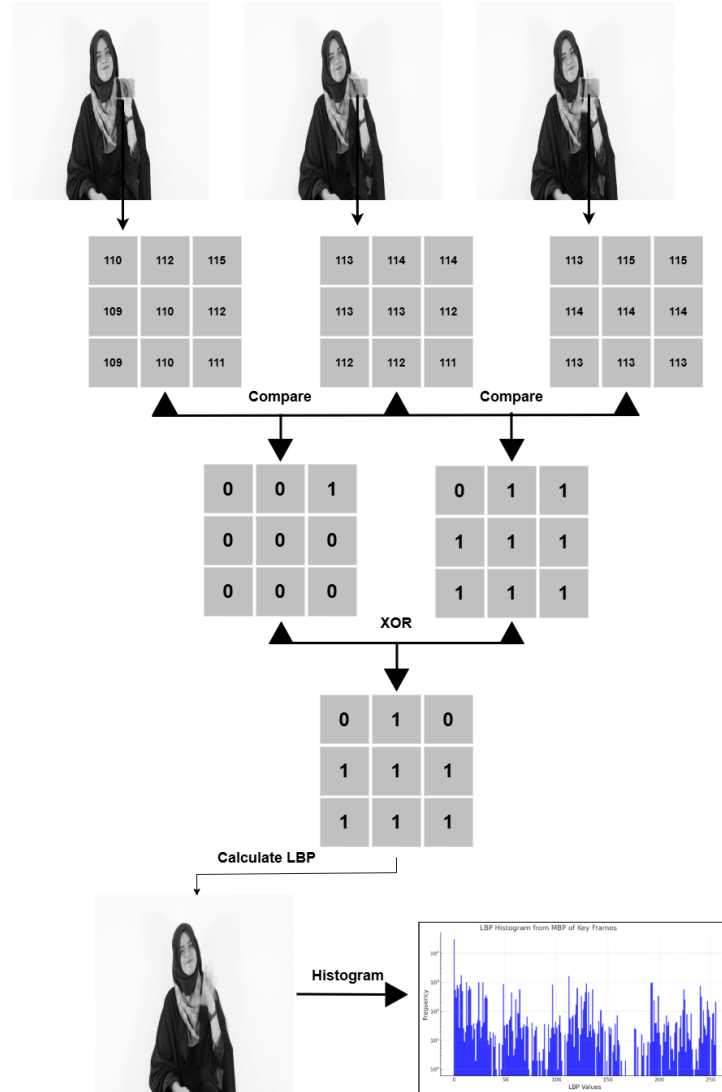 110 112 115 113 114 114 113 115 115
109 110 112 113 113 112 114 114 114
109 110 111 112 112 111 113 113 113
Compare Compare
0 0 1 0 1 1
0 0 0 1 1 1
0 0 0 1 1 1
XOR
0 1 0
1 1 1
1 1 1
Calculate LBP
Histogram
LBP Histogram from MBP of Key Frames
Frequency
0 50 100 150 200 250
LBP Values